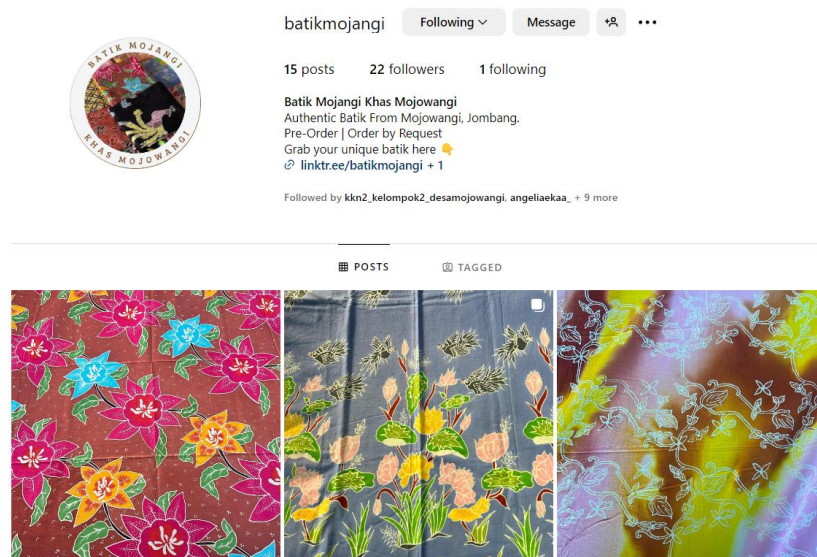 batikmojangi
Following
Message
15 posts
22 followers
1 following
Batik Mojangi Khas Mojowangi
Authentic Batik From Mojowangi, Jombang.
Pre-Order | Order by Request
Grab your unique batik here 👇
linktr.ee/batikmojangi + 1
Followed by kkn2_kelompok2_desamojowangi, angeliaekaa_ + 9 more
BATIK MOJANGI
KHAS MOJOWANGI
POSTS
TAGGED